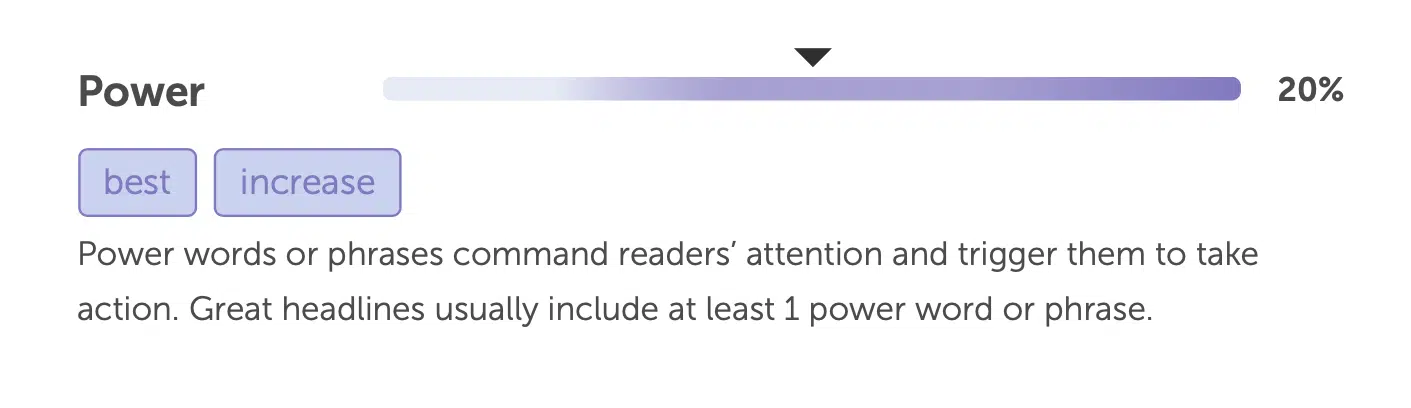 Power
20%
best
increase
Power words or phrases command readers’ attention and trigger them to take
action. Great headlines usually include at least 1 power word or phrase.